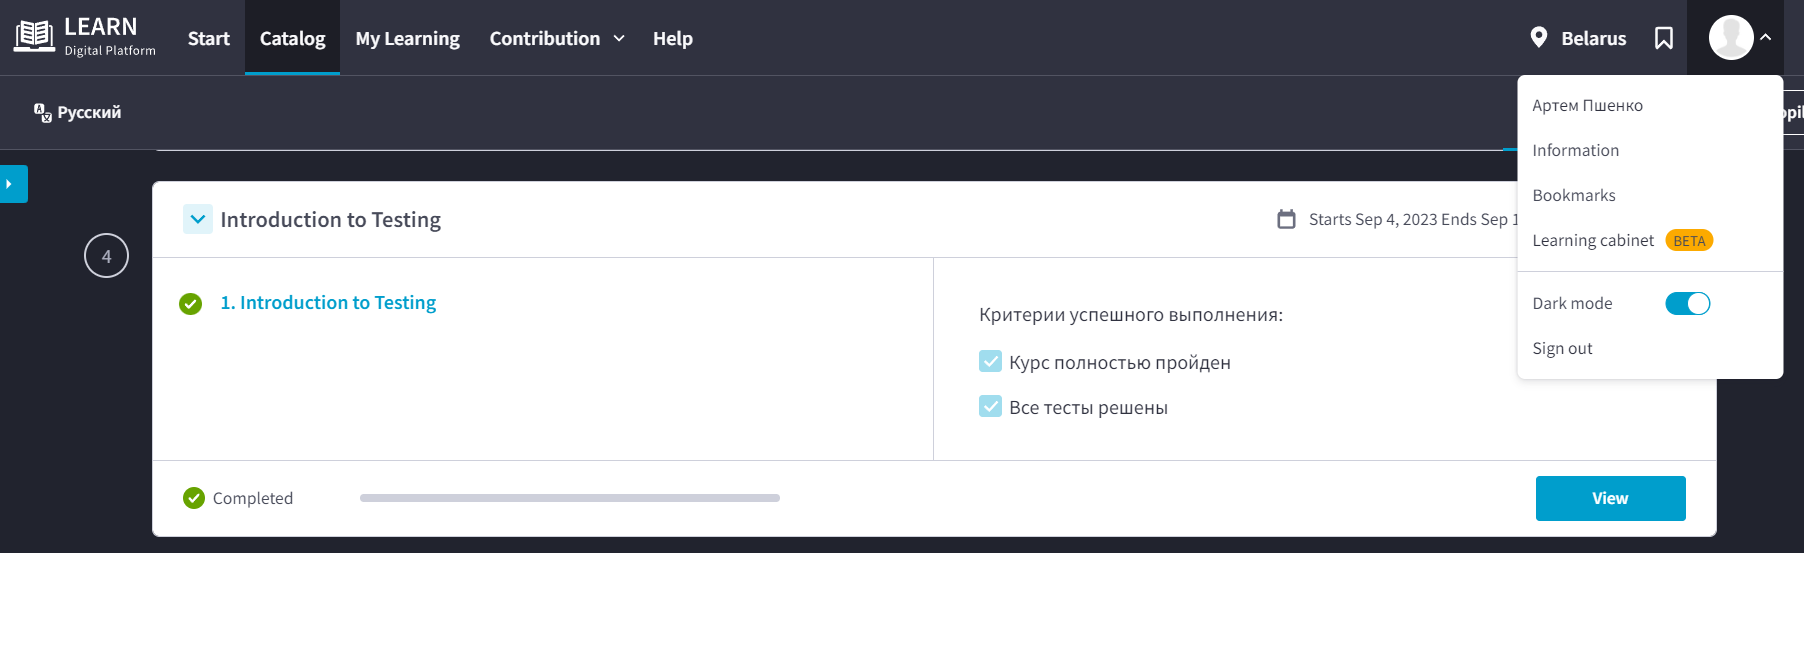 LEARN
Digital Platform
Start
Catalog
My Learning
Contribution
Help
Belarus
Русский
Артем Пшенко
Information
Bookmarks
Learning cabinet
BETA
Dark mode
Sign out
4
Introduction to Testing
Starts Sep 4, 2023 Ends Sep
1. Introduction to Testing
Критерии успешного выполнения:
Курс полностью пройден
Все тесты решены
Completed
View